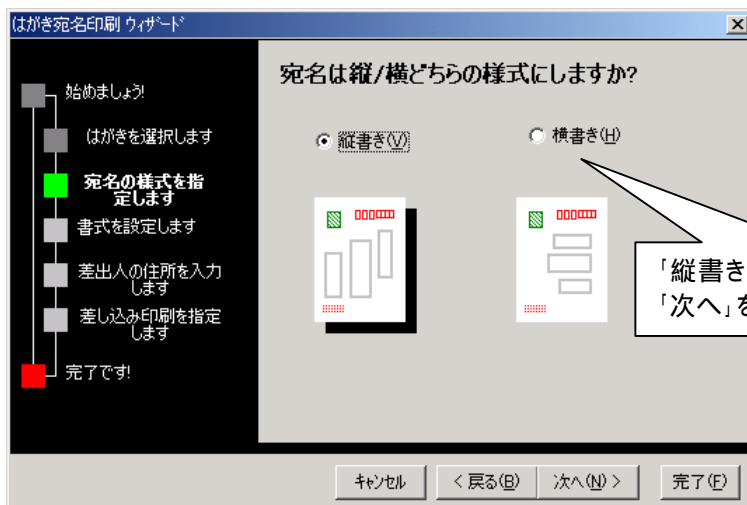 はがき宛名印刷 ウィザード
宛名は縦/横どちらの様式にしますか?
始めましょう!
はがきを選択します
宛名の様式を指
定します
書式を設定します
差出人の住所を入力
します
差し込み印刷を指定
します
完了です!
縦書き(V)
横書き(H)
「縦書き
「次へ」を
キャンセル
< 戻る(B)
次へ(N) >
完了(F)